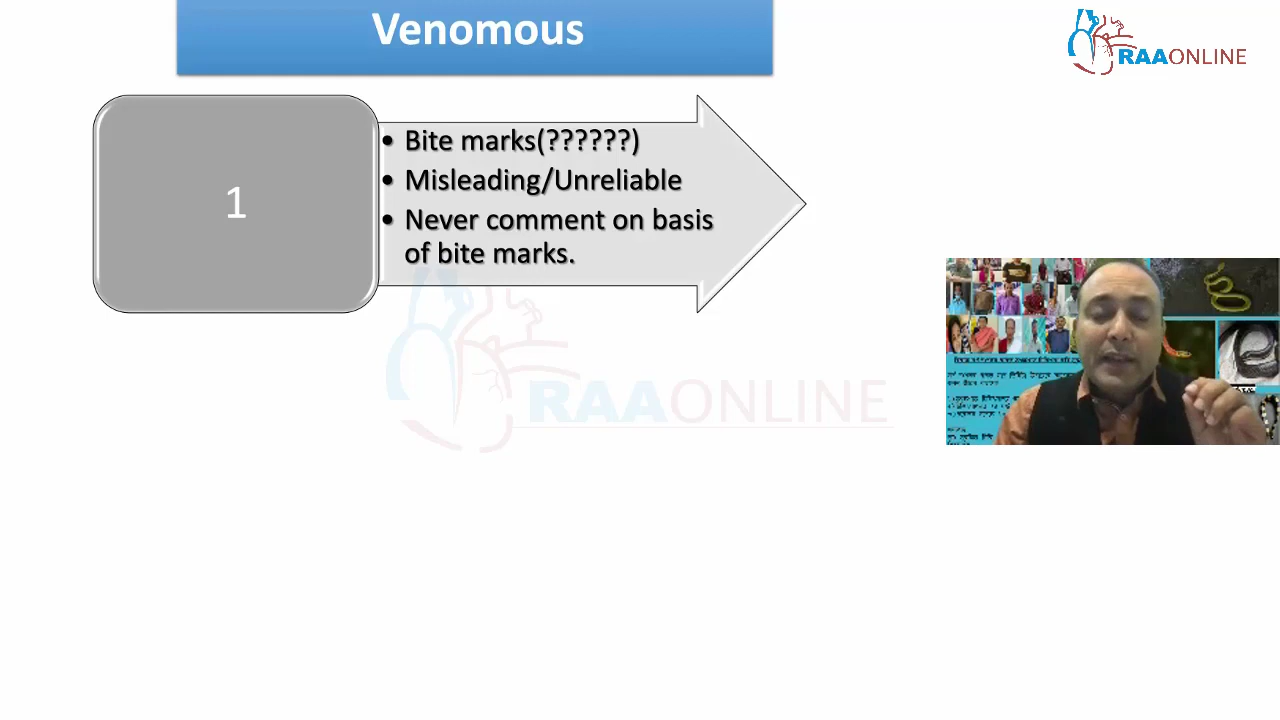 Venomous
RAAONLINE
1
• Bite marks(??????)
• Misleading/Unreliable
• Never comment on basis
of bite marks.
RAAONLINE